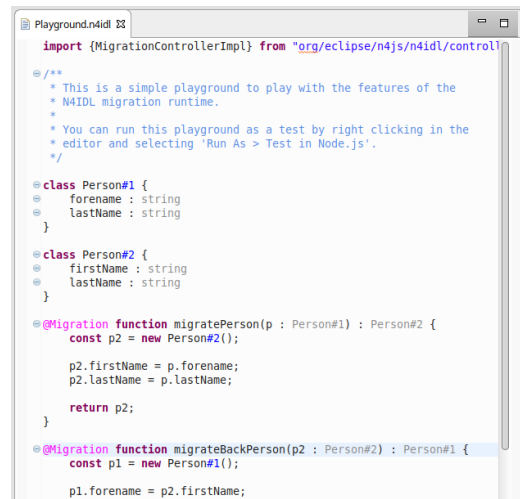 Playground.n4idl
import {MigrationControllerImpl} from "org/eclipse/n4js/n4idl/controll
/**
 * This is a simple playground to play with the features of the
 * N4IDL migration runtime.
 *
 * You can run this playground as a test by right clicking in the
 * editor and selecting 'Run As > Test in Node.js'.
 */
class Person#1 {
    forename : string
    lastName : string
}
class Person#2 {
    firstName : string
    lastName : string
}
@Migration function migratePerson(p : Person#1) : Person#2 {
    const p2 = new Person#2();
    p2.firstName = p.forename;
    p2.lastName = p.lastName;
    return p2;
}
@Migration function migrateBackPerson(p2 : Person#2) : Person#1 {
    const p1 = new Person#1();
    p1.forename = p2.firstName;